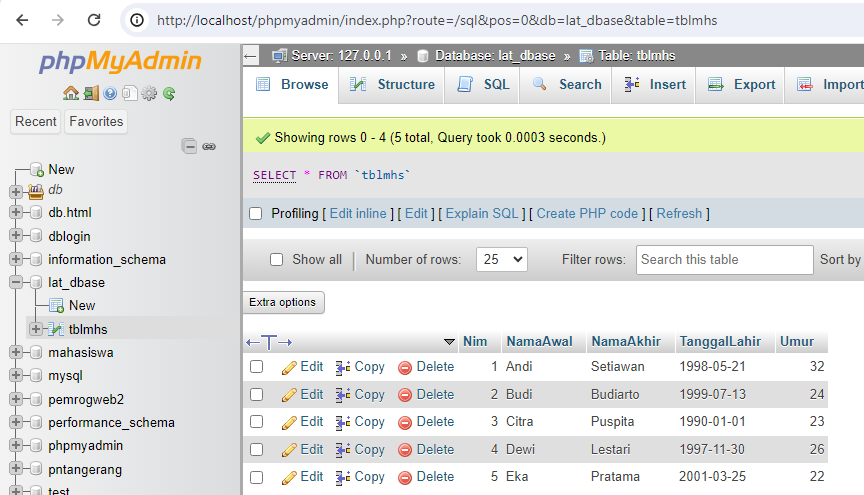 http://localhost/phpmyadmin/index.php?route=/sql&pos=0&db=lat_dbase&table=tblmhs
phpMyAdmin
Recent Favorites
New
db
db.html
dblogin
information_schema
lat_dbase
New
tblmhs
mahasiswa
mysql
pemrogweb2
performance_schema
phpmyadmin
pntangerang
test
Server: 127.0.0.1 » Database: lat_dbase » Table: tblmhs
Browse Structure SQL Search Insert Export Import
Showing rows 0 - 4 (5 total, Query took 0.0003 seconds.)
SELECT * FROM `tblmhs`
Profiling [ Edit inline ] [ Edit ] [ Explain SQL ] [ Create PHP code ] [ Refresh ]
Show all | Number of rows: 25 Filter rows: Search this table Sort by
Extra options
←T→ Nim NamaAwal NamaAkhir TanggalLahir Umur
Edit Copy Delete 1 Andi Setiawan 1998-05-21 32
Edit Copy Delete 2 Budi Budiarto 1999-07-13 24
Edit Copy Delete 3 Citra Puspita 1990-01-01 23
Edit Copy Delete 4 Dewi Lestari 1997-11-30 26
Edit Copy Delete 5 Eka Pratama 2001-03-25 22